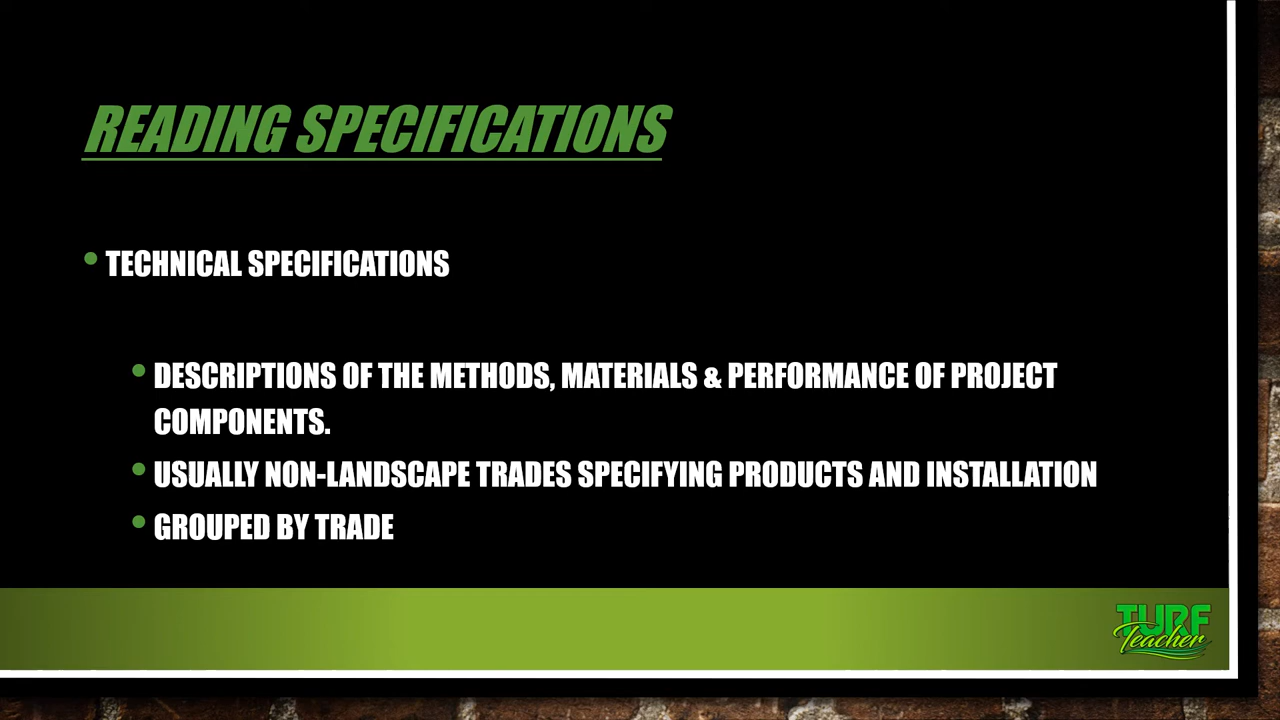 READING SPECIFICATIONS
• TECHNICAL SPECIFICATIONS
• DESCRIPTIONS OF THE METHODS, MATERIALS & PERFORMANCE OF PROJECT
COMPONENTS.
• USUALLY NON-LANDSCAPE TRADES SPECIFYING PRODUCTS AND INSTALLATION
• GROUPED BY TRADE
TURF
Teacher